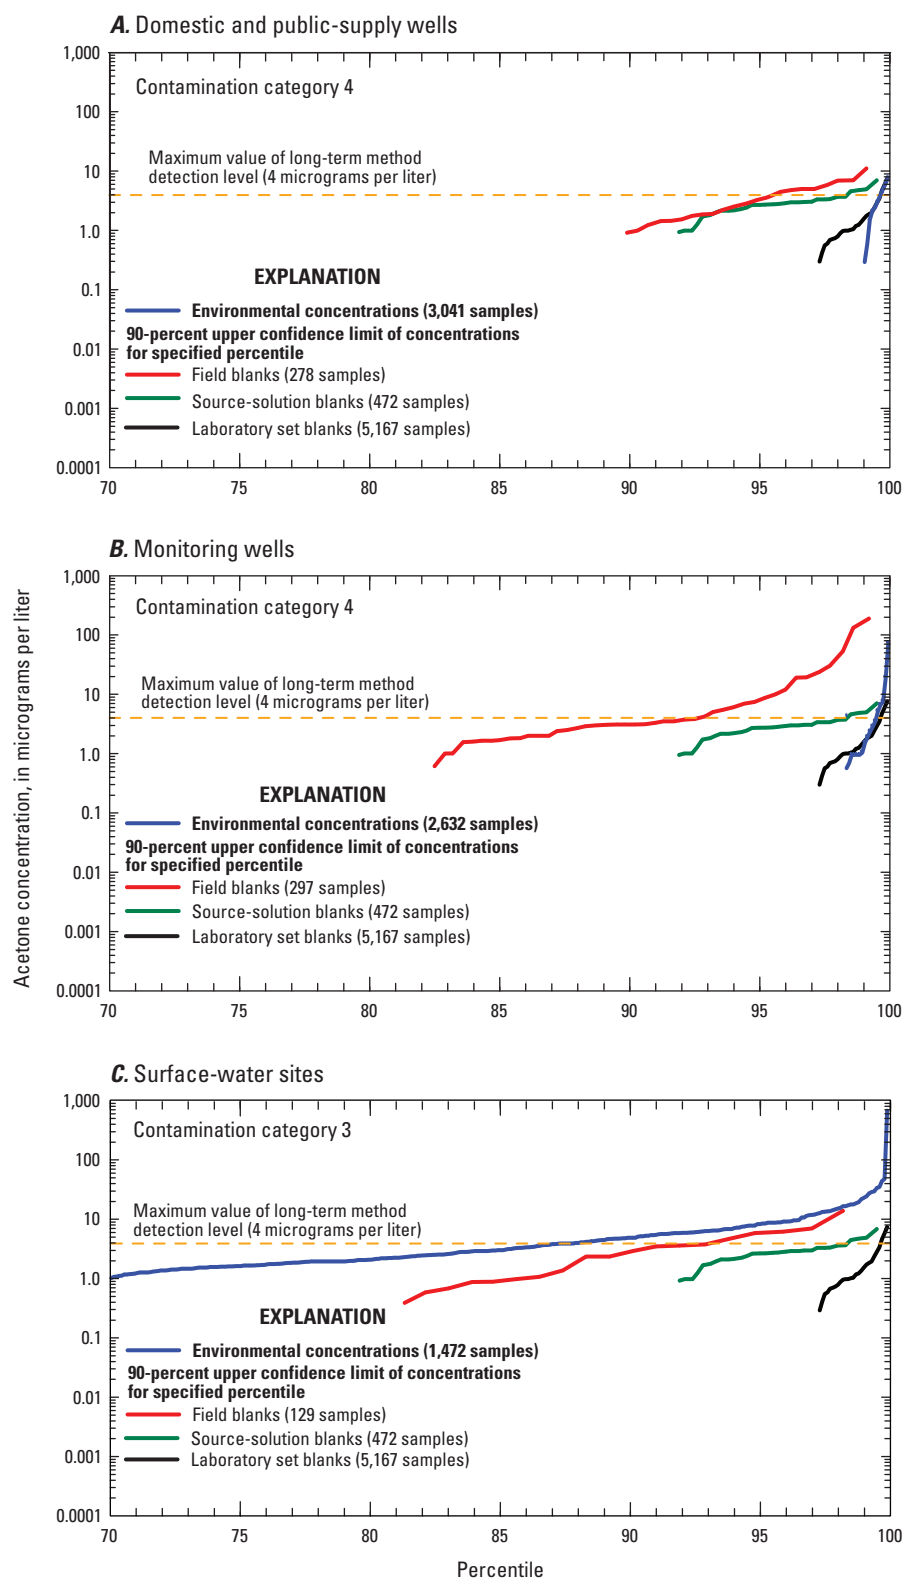 A. Domestic and public-supply wells
1,000
100
10
1.0
0.1
0.01
0.001
0.0001
Contamination category 4
Maximum value of long-term method
detection level (4 micrograms per liter)
EXPLANATION
Environmental concentrations (3,041 samples)
90-percent upper confidence limit of concentrations
for specified percentile
Field blanks (278 samples)
Source-solution blanks (472 samples)
Laboratory set blanks (5,167 samples)
70 75 80 85 90 95 100
B. Monitoring wells
1,000
100
10
1.0
0.1
0.01
0.001
0.0001
Contamination category 4
Maximum value of long-term method
detection level (4 micrograms per liter)
EXPLANATION
Environmental concentrations (2,632 samples)
90-percent upper confidence limit of concentrations
for specified percentile
Field blanks (297 samples)
Source-solution blanks (472 samples)
Laboratory set blanks (5,167 samples)
70 75 80 85 90 95 100
Acetone concentration, in micrograms per liter
C. Surface-water sites
1,000
100
10
1.0
0.1
0.01
0.001
0.0001
Contamination category 3
Maximum value of long-term method
detection level (4 micrograms per liter)
EXPLANATION
Environmental concentrations (1,472 samples)
90-percent upper confidence limit of concentrations
for specified percentile
Field blanks (129 samples)
Source-solution blanks (472 samples)
Laboratory set blanks (5,167 samples)
70 75 80 85 90 95 100
Percentile